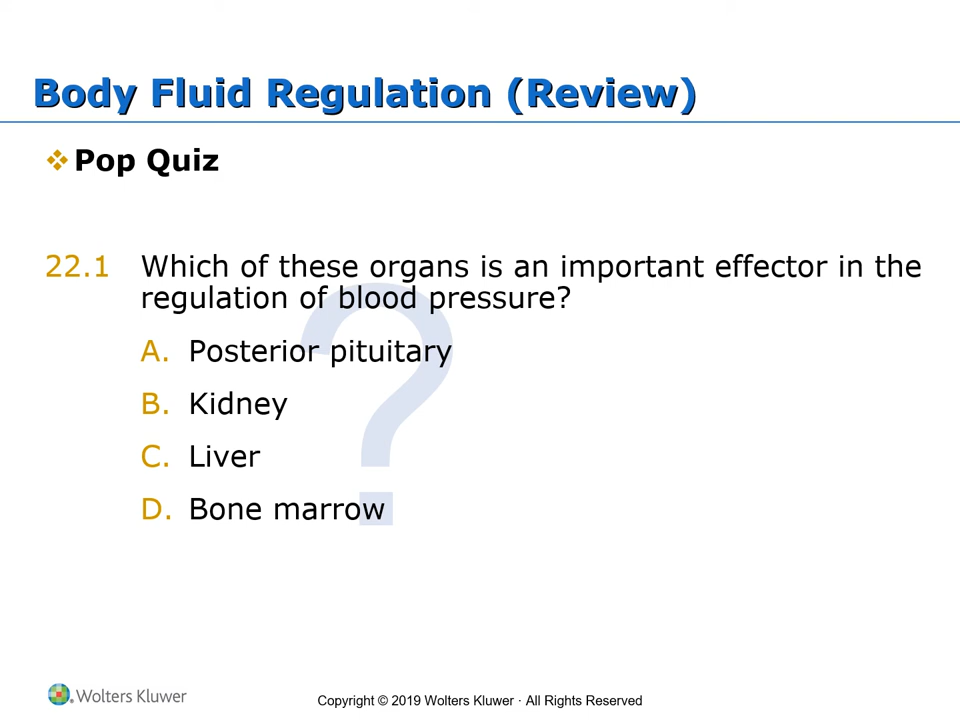 Body Fluid Regulation (Review)
❖ Pop Quiz
22.1 Which of these organs is an important effector in the
regulation of blood pressure?
A. Posterior pituitary
B. Kidney
C. Liver
D. Bone marrow
?
Wolters Kluwer
Copyright © 2019 Wolters Kluwer · All Rights Reserved